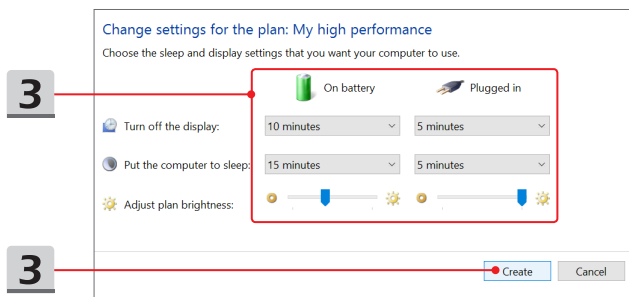 Change settings for the plan: My high performance
Choose the sleep and display settings that you want your computer to use.
3
On battery Plugged in
Turn off the display: 10 minutes 5 minutes
Put the computer to sleep: 15 minutes 5 minutes
Adjust plan brightness:
3
Create Cancel